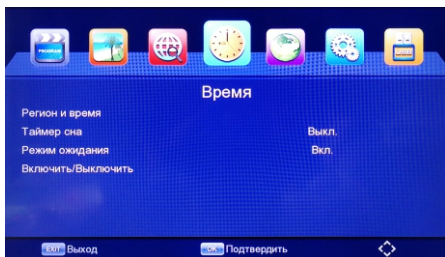 PROGRAM
Время
Регион и время
Таймер сна Выкл.
Режим ожидания Вкл.
Включить/Выключить
EXIT Выход OK Подтвердить